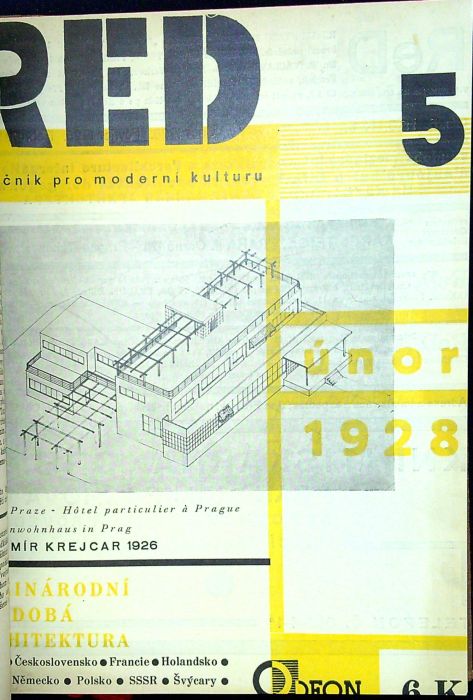 RED
5
čník pro moderní kulturu
únor
1928
Praze - Hôtel particulier à Prague
nwohnhaus in Prag
MÍR KREJCAR 1926
INÁRODNÍ
DOBÁ
HITEKTURA
Československo ● Francie ● Holandsko ●
Německo ● Polsko ● SSSR ● Švýcary ●
ODEON 6 K